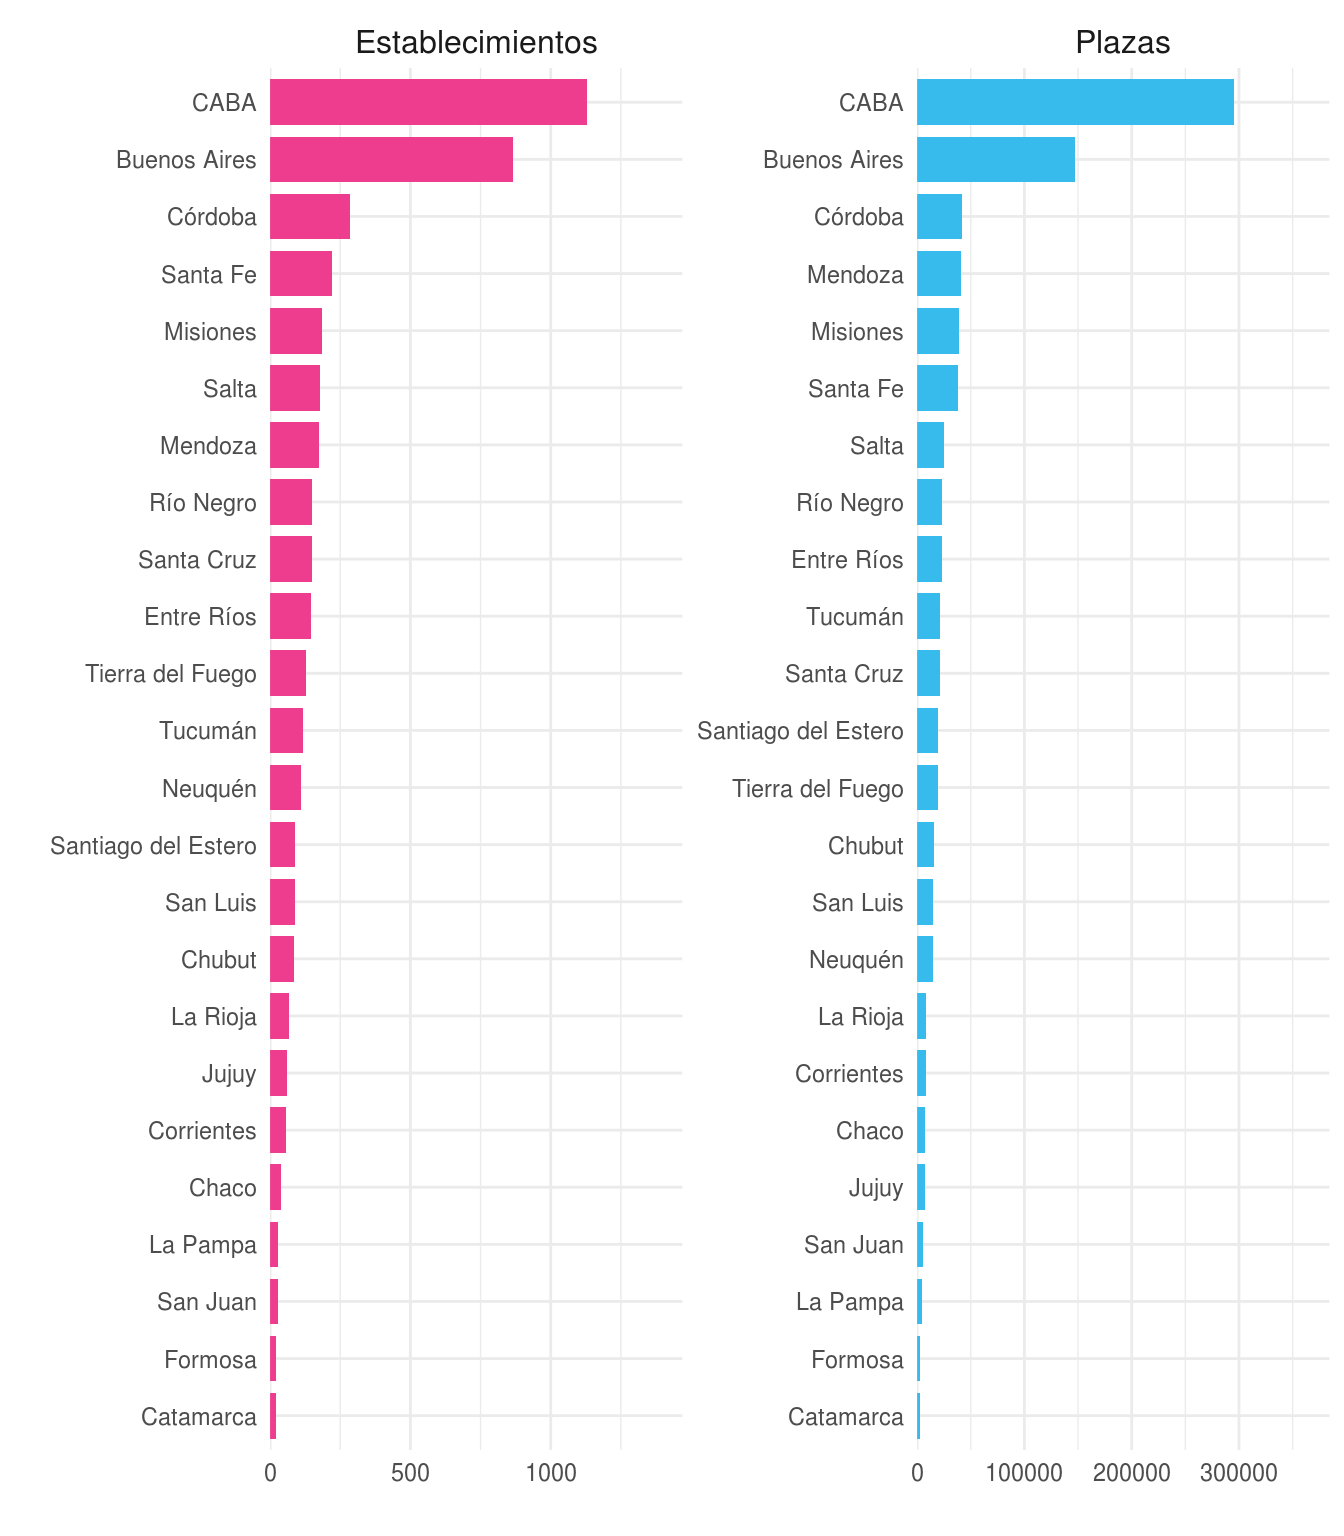 Establecimientos
CABA
Buenos Aires
Córdoba
Santa Fe
Misiones
Salta
Mendoza
Río Negro
Santa Cruz
Entre Ríos
Tierra del Fuego
Tucumán
Neuquén
Santiago del Estero
San Luis
Chubut
La Rioja
Jujuy
Corrientes
Chaco
La Pampa
San Juan
Formosa
Catamarca
0 500 1000
Plazas
CABA
Buenos Aires
Córdoba
Mendoza
Misiones
Santa Fe
Salta
Río Negro
Entre Ríos
Tucumán
Santa Cruz
Santiago del Estero
Tierra del Fuego
Chubut
San Luis
Neuquén
La Rioja
Corrientes
Chaco
Jujuy
San Juan
La Pampa
Formosa
Catamarca
0 100000 200000 300000